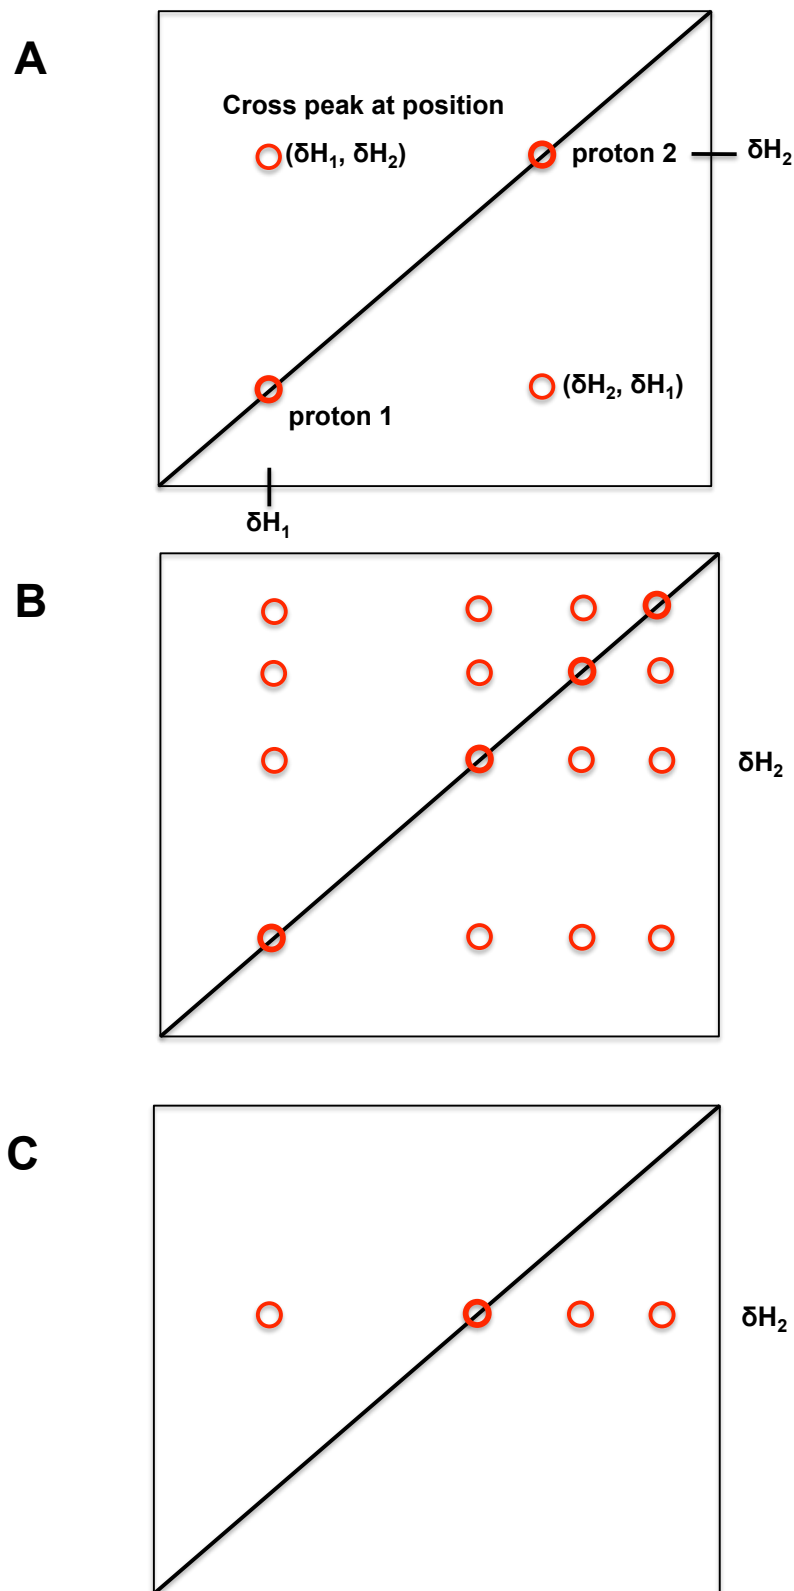 A
Cross peak at position
(δH₁, δH₂)
proton 2
δH₂
(δH₂, δH₁)
proton 1
δH₁
B
δH₂
C
δH₂